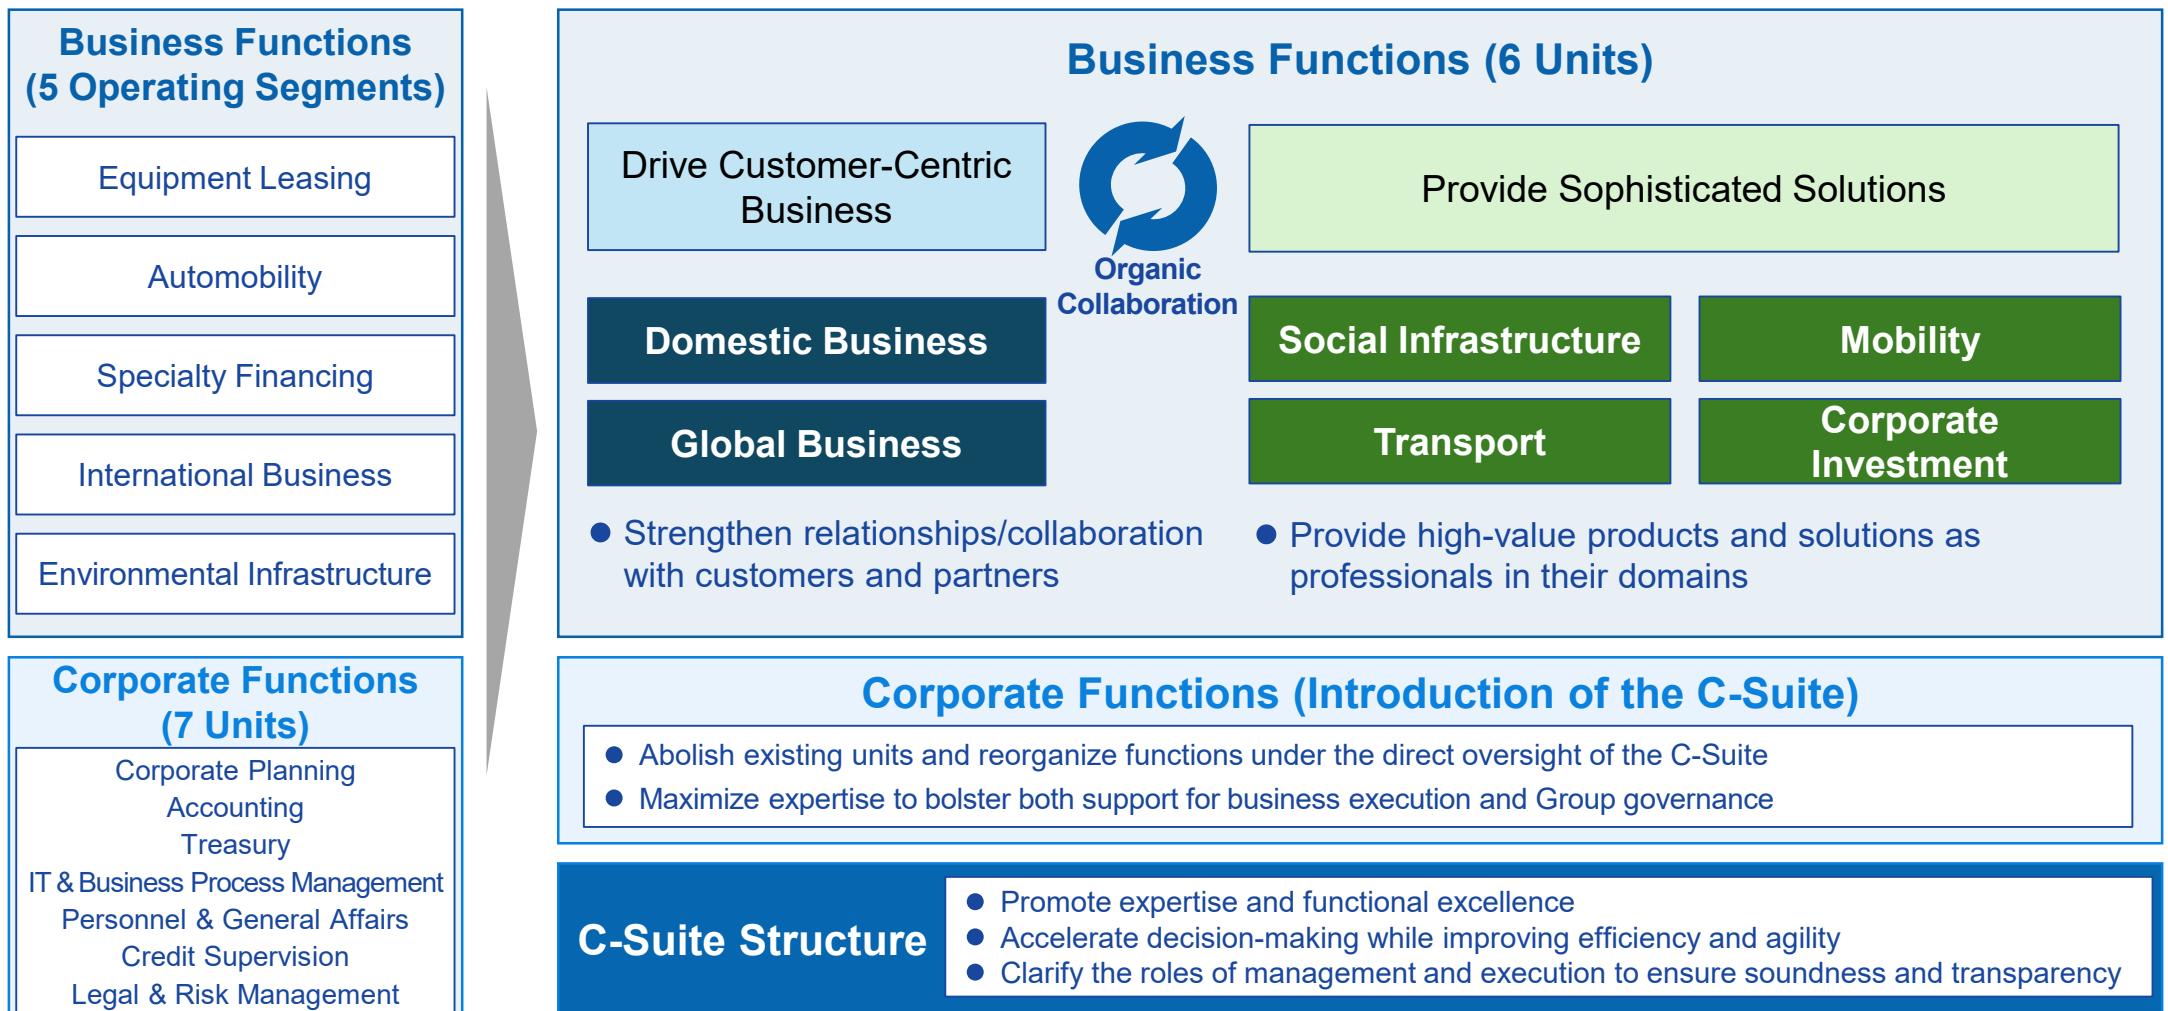 Business Functions
(5 Operating Segments)
Equipment Leasing
Automobility
Specialty Financing
International Business
Environmental Infrastructure
Corporate Functions
(7 Units)
Corporate Planning
Accounting
Treasury
IT & Business Process Management
Personnel & General Affairs
Credit Supervision
Legal & Risk Management
Business Functions (6 Units)
Drive Customer-Centric
Business
Organic
Collaboration
Provide Sophisticated Solutions
Domestic Business
Global Business
Social Infrastructure
Mobility
Transport
Corporate
Investment
● Strengthen relationships/collaboration
with customers and partners
● Provide high-value products and solutions as
professionals in their domains
Corporate Functions (Introduction of the C-Suite)
● Abolish existing units and reorganize functions under the direct oversight of the C-Suite
● Maximize expertise to bolster both support for business execution and Group governance
C-Suite Structure
● Promote expertise and functional excellence
● Accelerate decision-making while improving efficiency and agility
● Clarify the roles of management and execution to ensure soundness and transparency